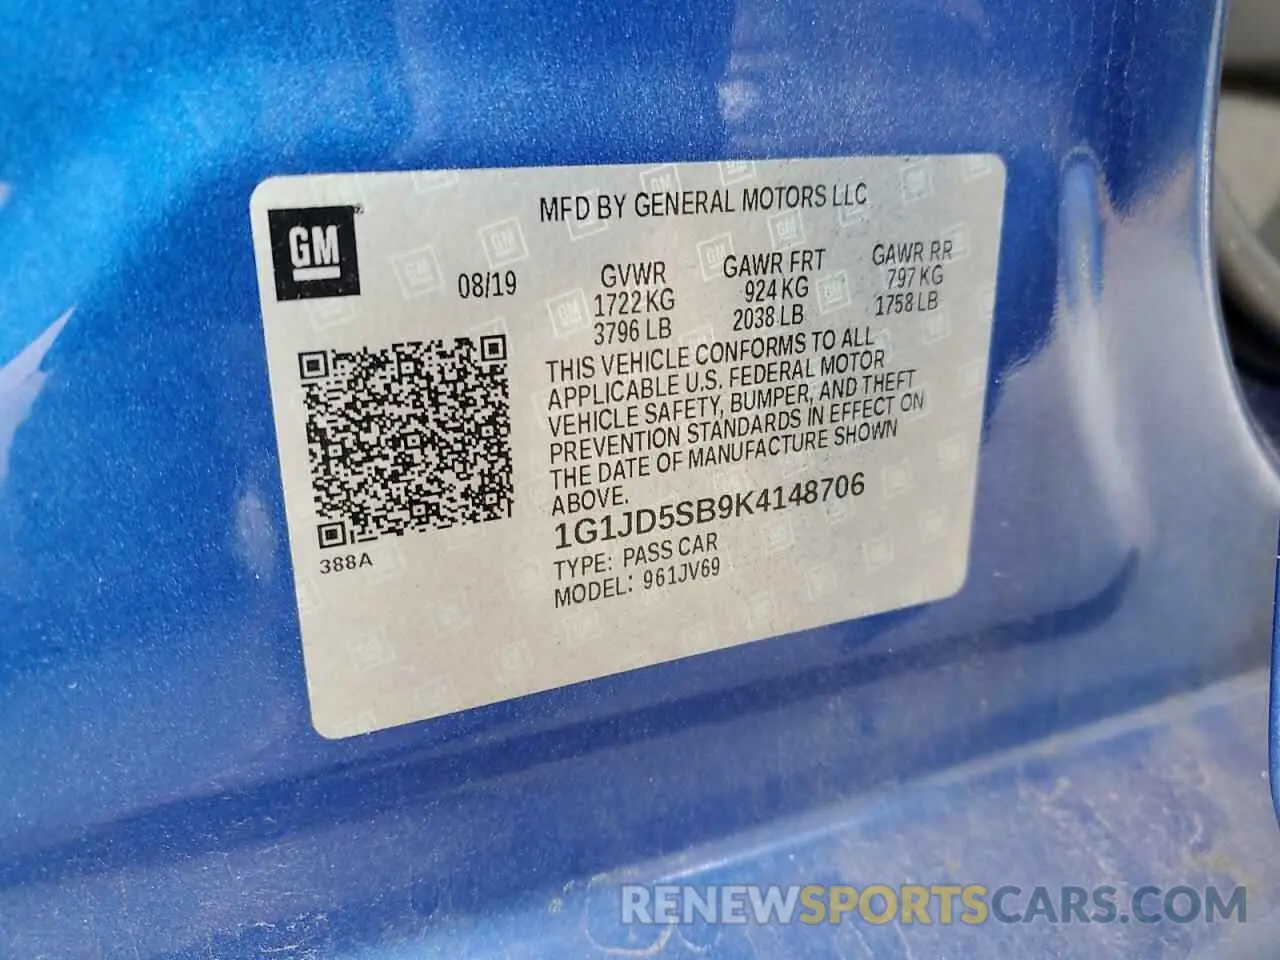 MFD BY GENERAL MOTORS LLC
GM
08/19 GVWR GAWR FRT GAWR RR
1722 KG 924 KG 797 KG
3796 LB 2038 LB 1758 LB
THIS VEHICLE CONFORMS TO ALL
APPLICABLE U.S. FEDERAL MOTOR
VEHICLE SAFETY, BUMPER, AND THEFT
PREVENTION STANDARDS IN EFFECT ON
THE DATE OF MANUFACTURE SHOWN
ABOVE.
1G1JD5SB9K4148706
388A
TYPE: PASS CAR
MODEL: 961JV69
RENEWSPORTSCARS.COM